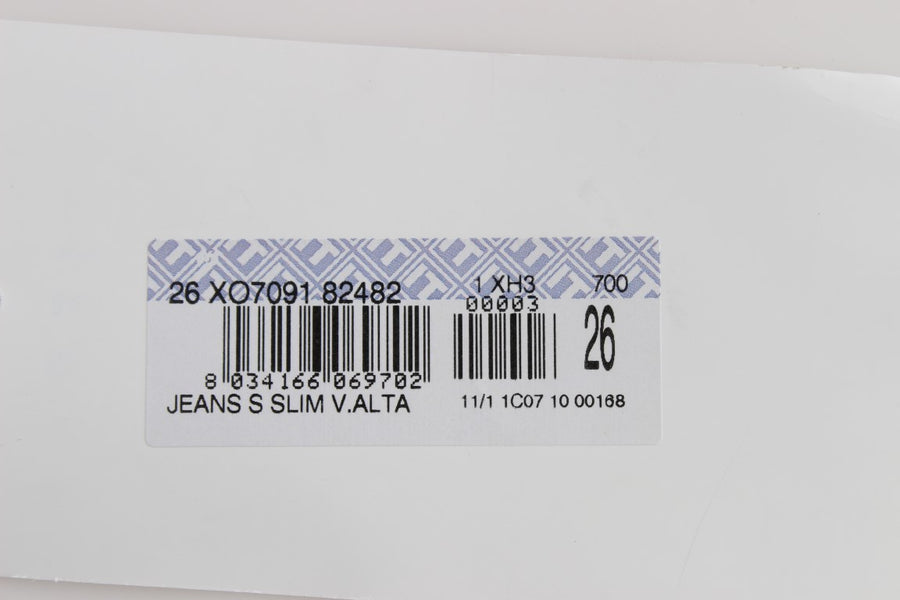 26 XO7091 82482 1 XH3 700
00003
26
8 034166 069702
JEANS S SLIM V.ALTA 11/1 1C07 10 00168